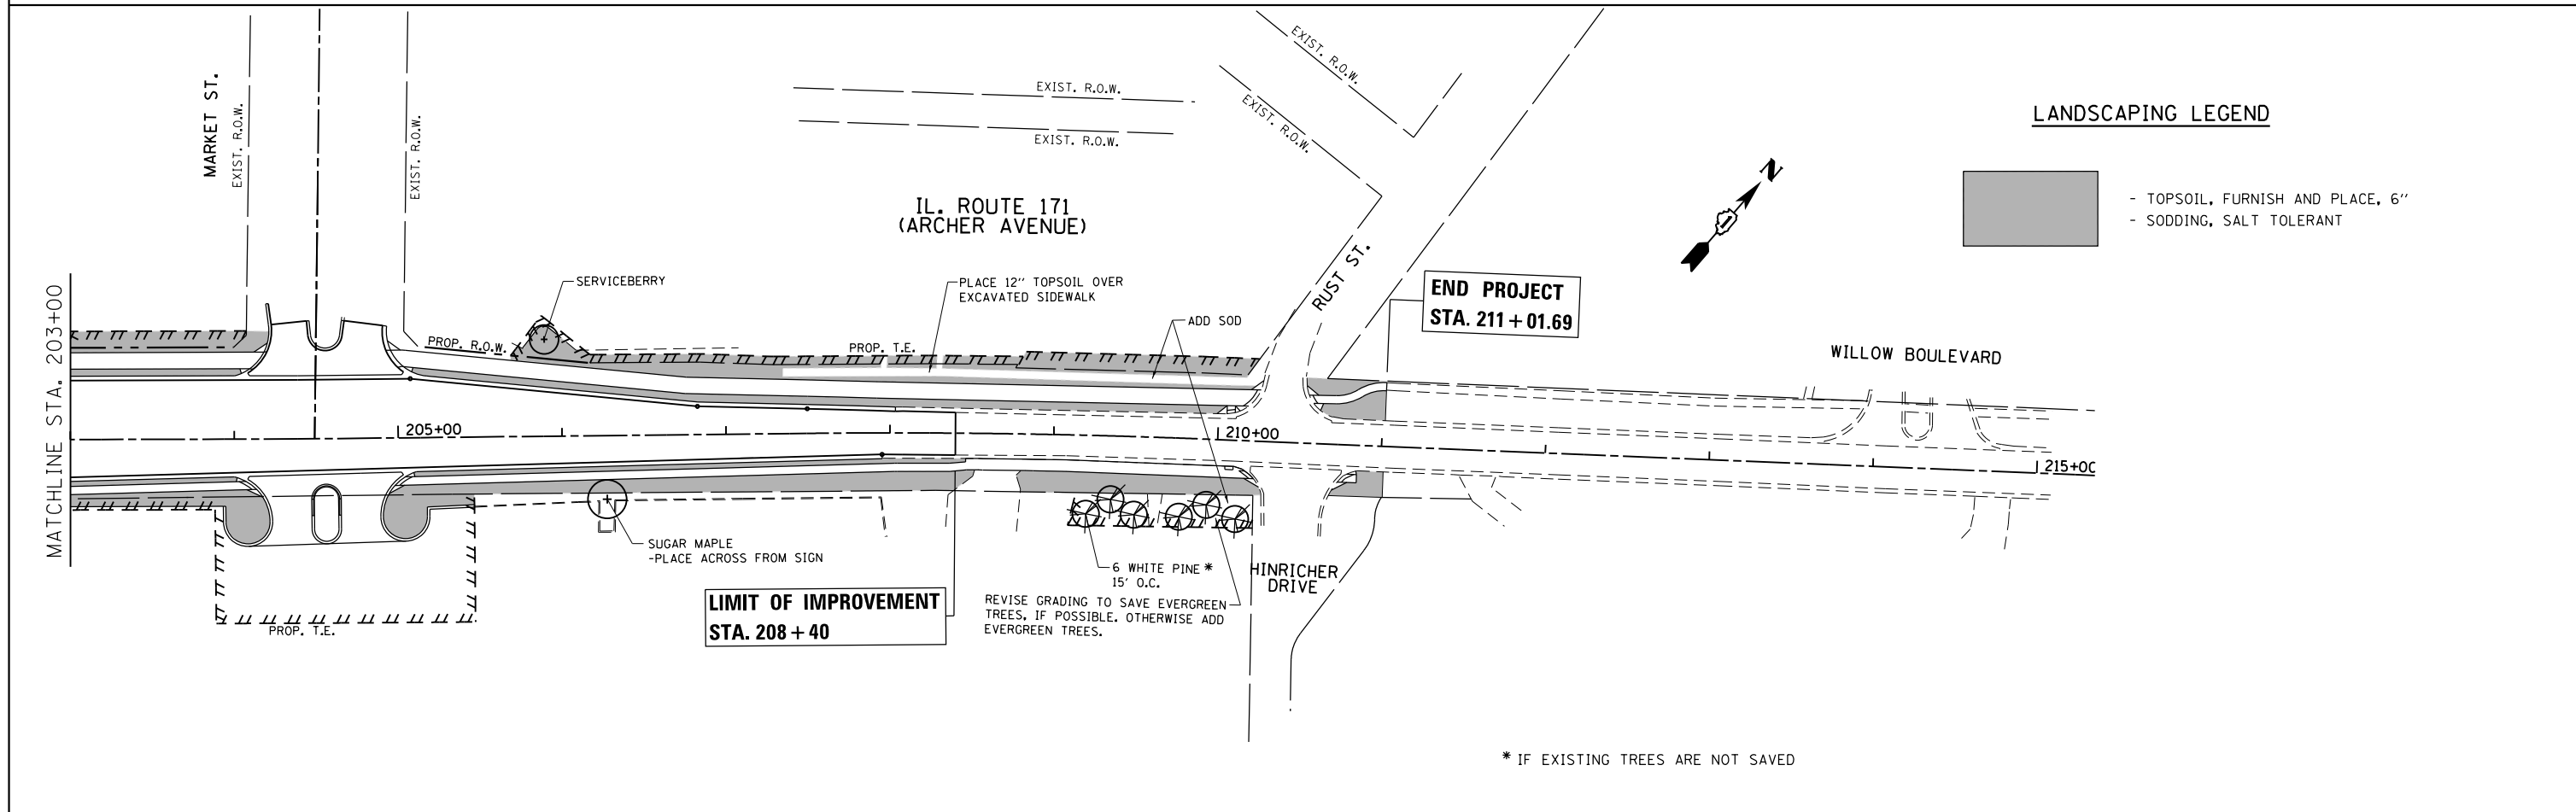 MARKET ST.
EXIST. R.O.W.
EXIST. R.O.W.
EXIST. R.O.W.
EXIST. R.O.W.
EXIST. R.O.W.
EXIST. R.O.W.
IL. ROUTE 171
(ARCHER AVENUE)
N
LANDSCAPING LEGEND
- TOPSOIL, FURNISH AND PLACE, 6''
- SODDING, SALT TOLERANT
MATCHLINE STA. 203+00
SERVICEBERRY
PLACE 12'' TOPSOIL OVER
EXCAVATED SIDEWALK
ADD SOD
RUST ST.
END PROJECT
STA. 211+01.69
PROP. R.O.W.
PROP. T.E.
WILLOW BOULEVARD
205+00
210+00
215+00
SUGAR MAPLE
-PLACE ACROSS FROM SIGN
6 WHITE PINE *
15' O.C.
HINRICHER
DRIVE
LIMIT OF IMPROVEMENT
STA. 208+40
REVISE GRADING TO SAVE EVERGREEN
TREES, IF POSSIBLE. OTHERWISE ADD
EVERGREEN TREES.
PROP. T.E.
* IF EXISTING TREES ARE NOT SAVED